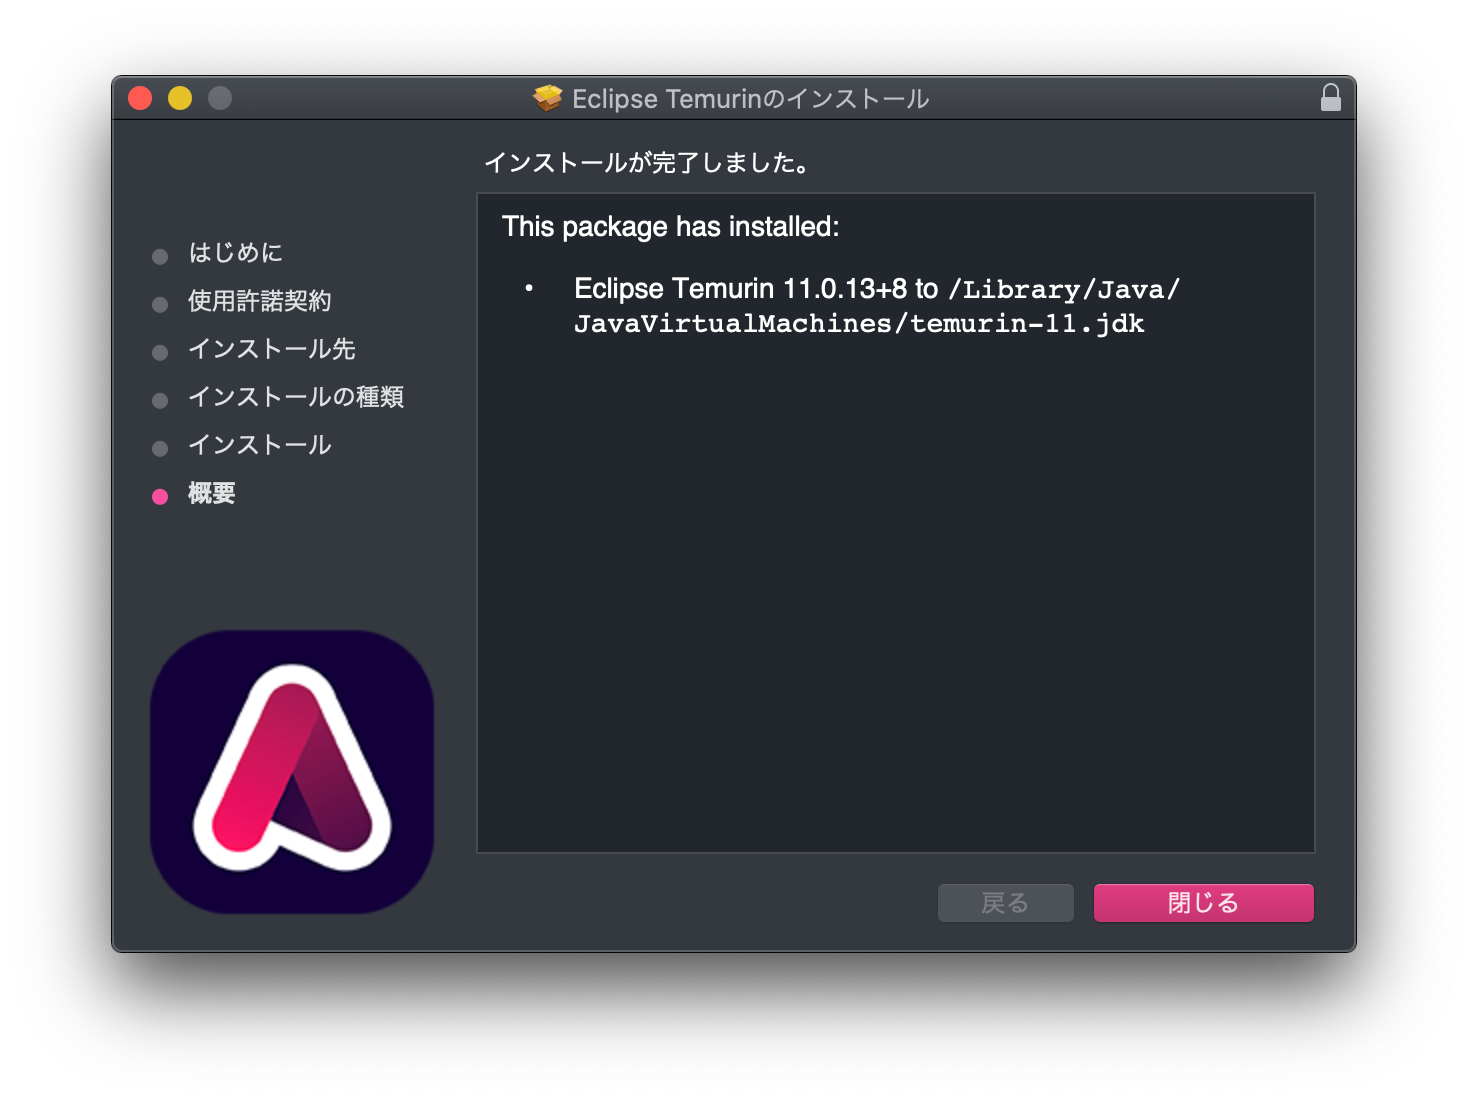 Eclipse Temurinのインストール
インストールが完了しました。
はじめに
使用許諾契約
インストール先
インストールの種類
インストール
概要
This package has installed:
• Eclipse Temurin 11.0.13+8 to /Library/Java/
JavaVirtualMachines/temurin-11.jdk
戻る
閉じる